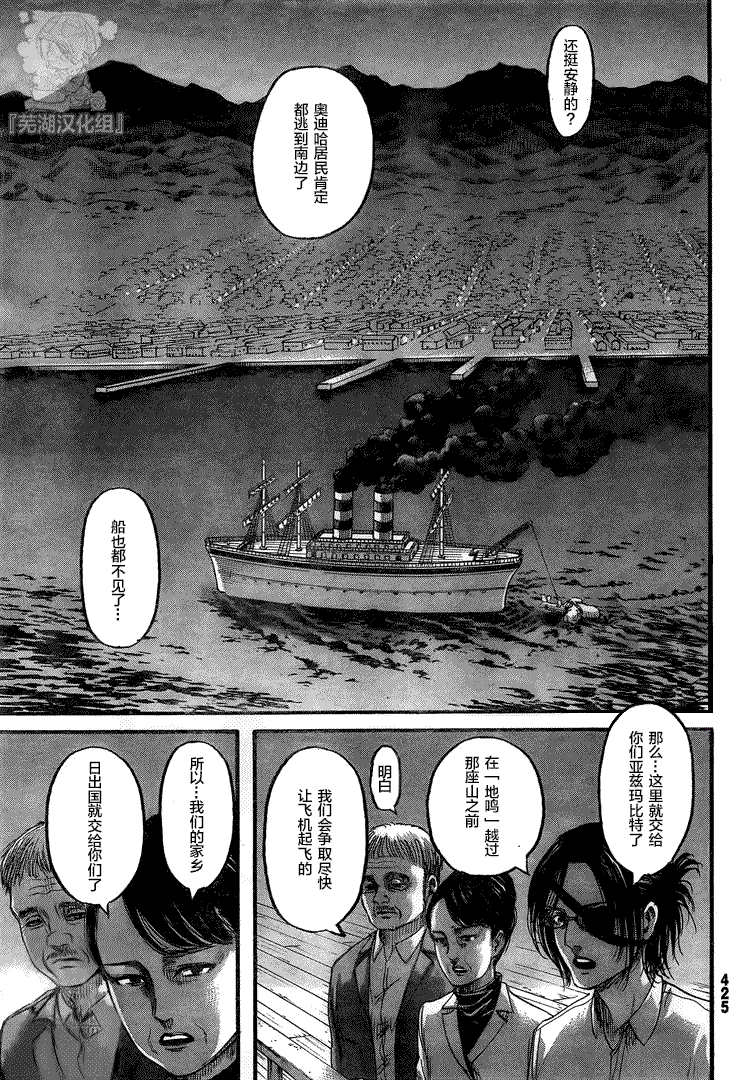 『芜湖汉化组』
还挺安静的？
奥迪哈居民肯定
都逃到南边了
船也都不见了…
那么…这里就交给
你们亚兹玛比特了
在「地鸣」越过
那座山之前
明白
我们会争取尽快
让飞机起飞的
所以…我们的家乡
日出国就交给你们了
425